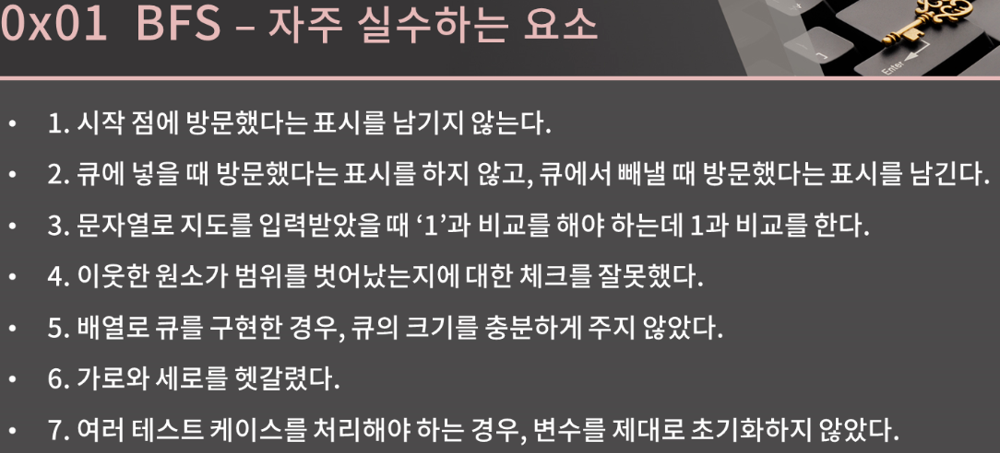 0x01 BFS – 자주 실수하는 요소
Enter
• 1. 시작 점에 방문했다는 표시를 남기지 않는다.
• 2. 큐에 넣을 때 방문했다는 표시를 하지 않고, 큐에서 빼낼 때 방문했다는 표시를 남긴다.
• 3. 문자열로 지도를 입력받았을 때 ‘1’과 비교를 해야 하는데 1과 비교를 한다.
• 4. 이웃한 원소가 범위를 벗어났는지에 대한 체크를 잘못했다.
• 5. 배열로 큐를 구현한 경우, 큐의 크기를 충분하게 주지 않았다.
• 6. 가로와 세로를 헷갈렸다.
• 7. 여러 테스트 케이스를 처리해야 하는 경우, 변수를 제대로 초기화하지 않았다.